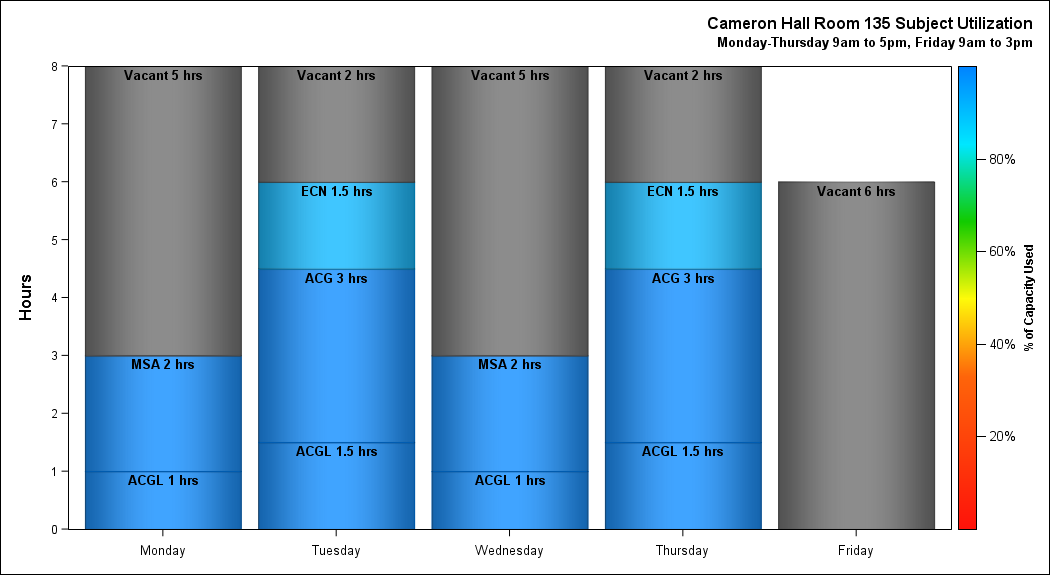 Cameron Hall Room 135 Subject Utilization
Monday-Thursday 9am to 5pm, Friday 9am to 3pm
Hours
8
7
6
5
4
3
2
1
0
Vacant 5 hrs
MSA 2 hrs
ACGL 1 hrs
Vacant 2 hrs
ECN 1.5 hrs
ACG 3 hrs
ACGL 1.5 hrs
Vacant 5 hrs
MSA 2 hrs
ACGL 1 hrs
Vacant 2 hrs
ECN 1.5 hrs
ACG 3 hrs
ACGL 1.5 hrs
Vacant 6 hrs
Monday
Tuesday
Wednesday
Thursday
Friday
80%
60%
40%
20%
% of Capacity Used